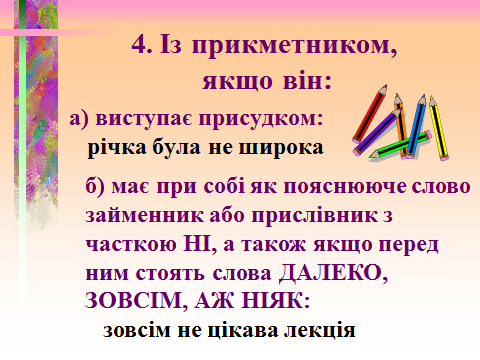 4. Із прикметником,
якщо він:
а) виступає присудком:
річка була не широка
б) має при собі як пояснююче слово
займенник або прислівник з
часткою НІ, а також якщо перед
ним стоять слова ДАЛЕКО,
ЗОВСІМ, АЖ НІЯК:
зовсім не цікава лекція